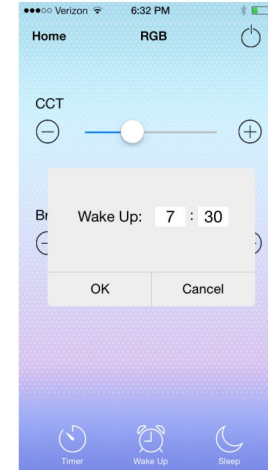 Verizon 6:32 PM
Home RGB
CCT
Br
Wake Up: 7 : 30
OK Cancel
Timer Wake Up Sleep